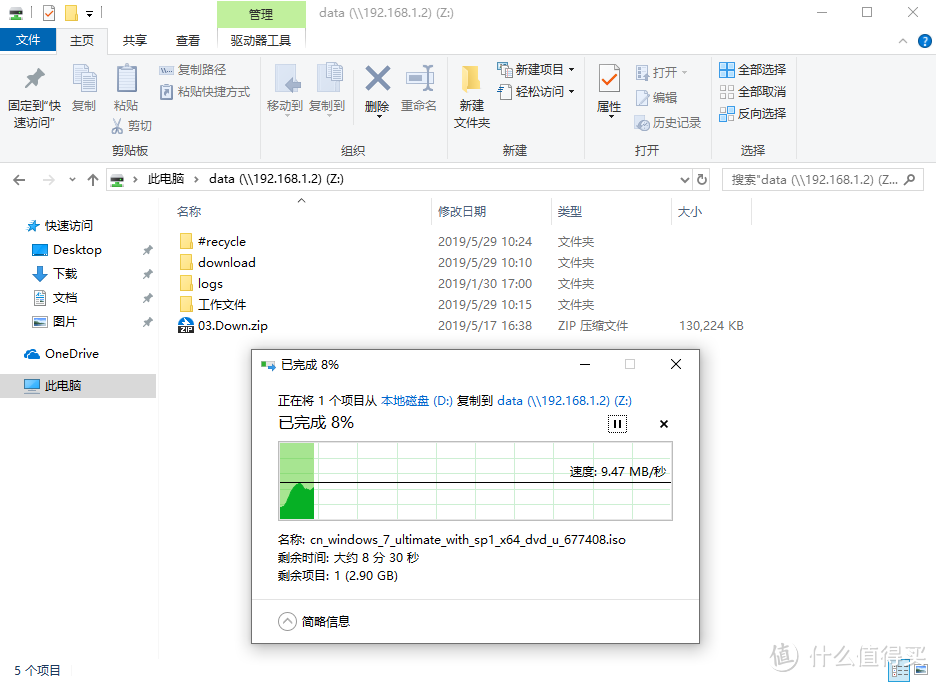 管理
data (\\192.168.1.2) (Z:)
文件
主页
共享
查看
驱动器工具
固定到"快速访问"
复制
粘贴
复制路径
粘贴快捷方式
剪切
剪贴板
移动到
复制到
删除
重命名
组织
新建文件夹
新建项目
轻松访问
新建
属性
打开
编辑
历史记录
打开
全部选择
全部取消
反向选择
选择
此电脑 > data (\\192.168.1.2) (Z:)
搜索"data (\\192.168.1.2) (Z...
快速访问
Desktop
下载
文档
图片
OneDrive
此电脑
名称 修改日期 类型 大小
#recycle 2019/5/29 10:24 文件夹
download 2019/5/29 10:10 文件夹
logs 2019/1/30 17:00 文件夹
工作文件 2019/5/29 10:15 文件夹
03.Down.zip 2019/5/17 16:38 ZIP 压缩文件 130,224 KB
已完成 8%
正在将 1 个项目从 本地磁盘 (D:) 复制到 data (\\192.168.1.2) (Z:)
已完成 8%
速度: 9.47 MB/秒
名称: cn_windows_7_ultimate_with_sp1_x64_dvd_u_677408.iso
剩余时间: 大约 8 分 30 秒
剩余项目: 1 (2.90 GB)
简略信息
5 个项目
值 什么值得买